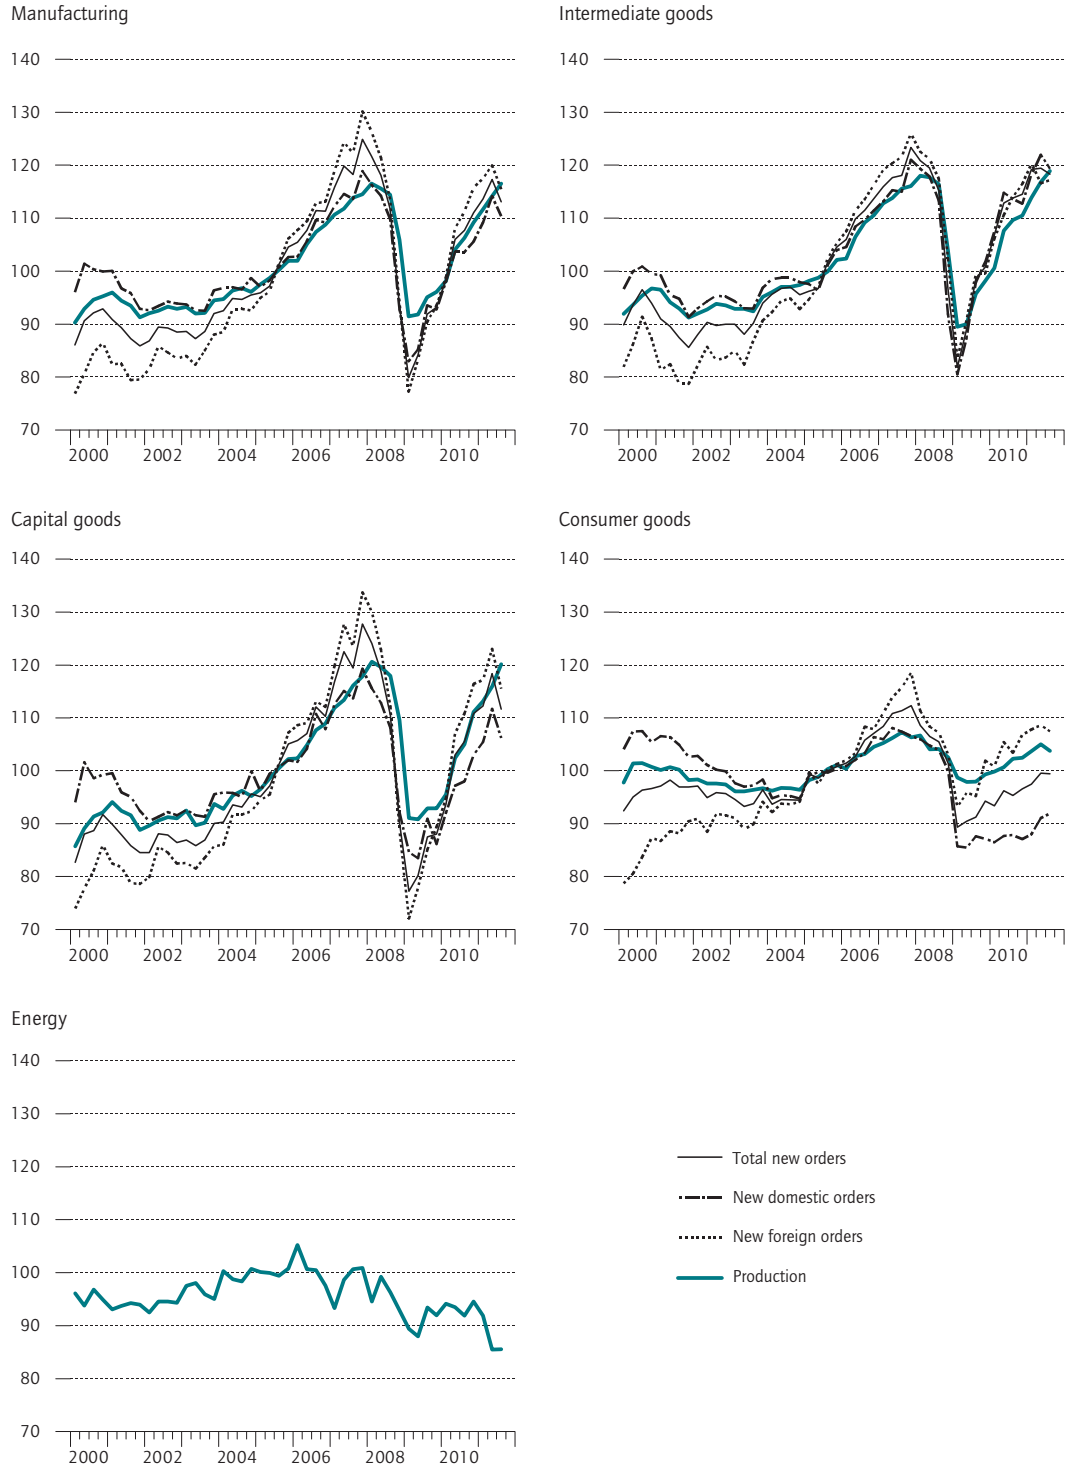 Manufacturing
140
130
120
110
100
90
80
70
2000 2002 2004 2006 2008 2010
Intermediate goods
140
130
120
110
100
90
80
70
2000 2002 2004 2006 2008 2010
Capital goods
140
130
120
110
100
90
80
70
2000 2002 2004 2006 2008 2010
Consumer goods
140
130
120
110
100
90
80
70
2000 2002 2004 2006 2008 2010
Energy
140
130
120
110
100
90
80
70
2000 2002 2004 2006 2008 2010
Total new orders
New domestic orders
New foreign orders
Production